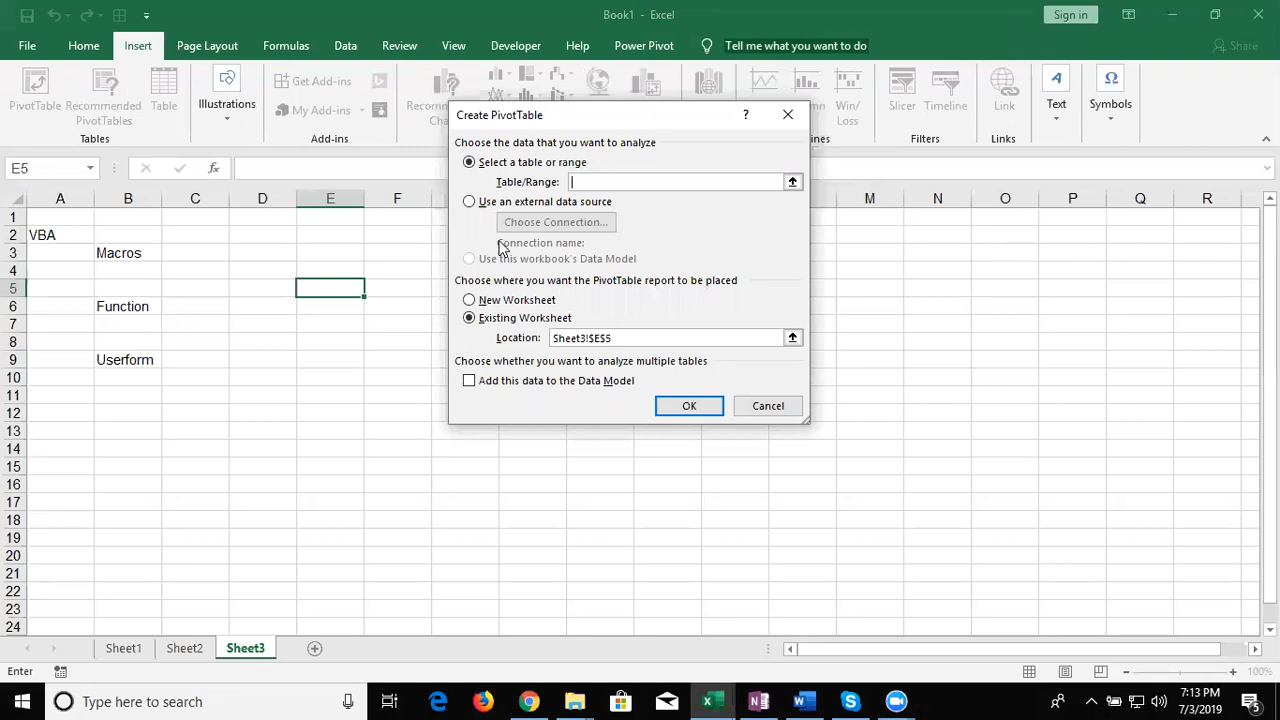 Book1 - Excel
Sign in
File Home Insert Page Layout Formulas Data Review View Developer Help Power Pivot Tell me what you want to do Share
PivotTable
Recommended PivotTables
Table
Illustrations
Get Add-ins
My Add-ins
Recomm
Win/
Loss
Slicer
Timeline
Link
Text
Symbols
Tables
Add-ins
Filters
Links
E5
fx
Create PivotTable
?
Choose the data that you want to analyze
Select a table or range
Table/Range:
Use an external data source
Choose Connection...
Connection name:
Use this workbook's Data Model
Choose where you want the PivotTable report to be placed
New Worksheet
Existing Worksheet
Location: Sheet3!$E$5
Choose whether you want to analyze multiple tables
Add this data to the Data Model
OK Cancel
A B C D E F M N O P Q R
1
2 VBA
3 Macros
4
5
6 Function
7
8
9 Userform
10
11
12
13
14
15
16
17
18
19
20
21
22
23
24
Sheet1 Sheet2 Sheet3
Enter
100%
Type here to search
7:13 PM
7/3/2019
5